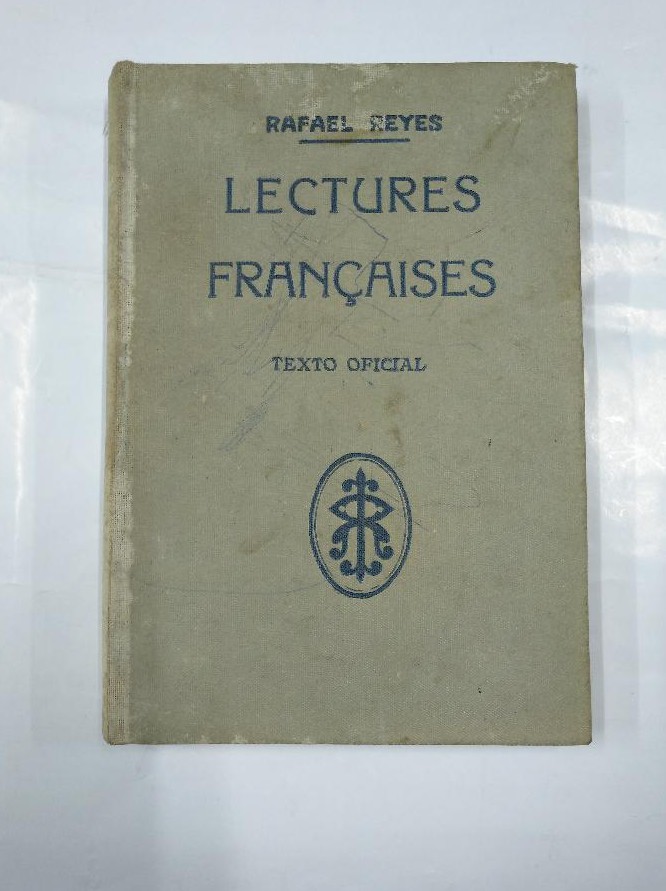 RAFAEL REYES
LECTURES
FRANÇAISES
TEXTO OFICIAL